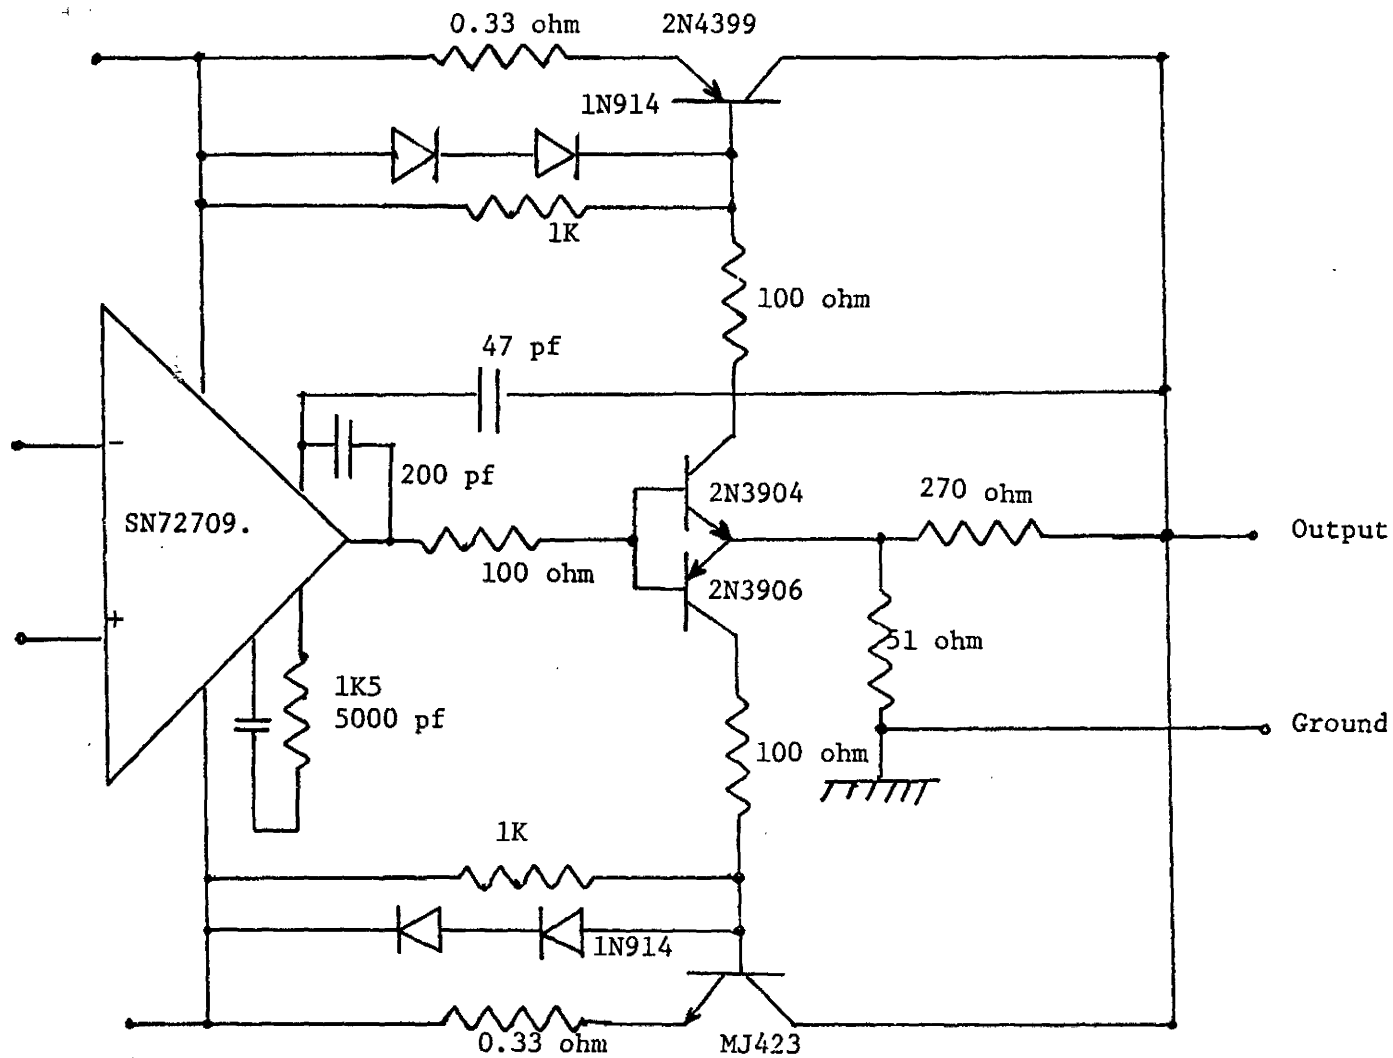 0.33 ohm
2N4399
1N914
1K
100 ohm
47 pf
-
200 pf
2N3904
270 ohm
SN72709.
Output
100 ohm
2N3906
+
51 ohm
1K5
5000 pf
Ground
100 ohm
1K
1N914
0.33 ohm
MJ423